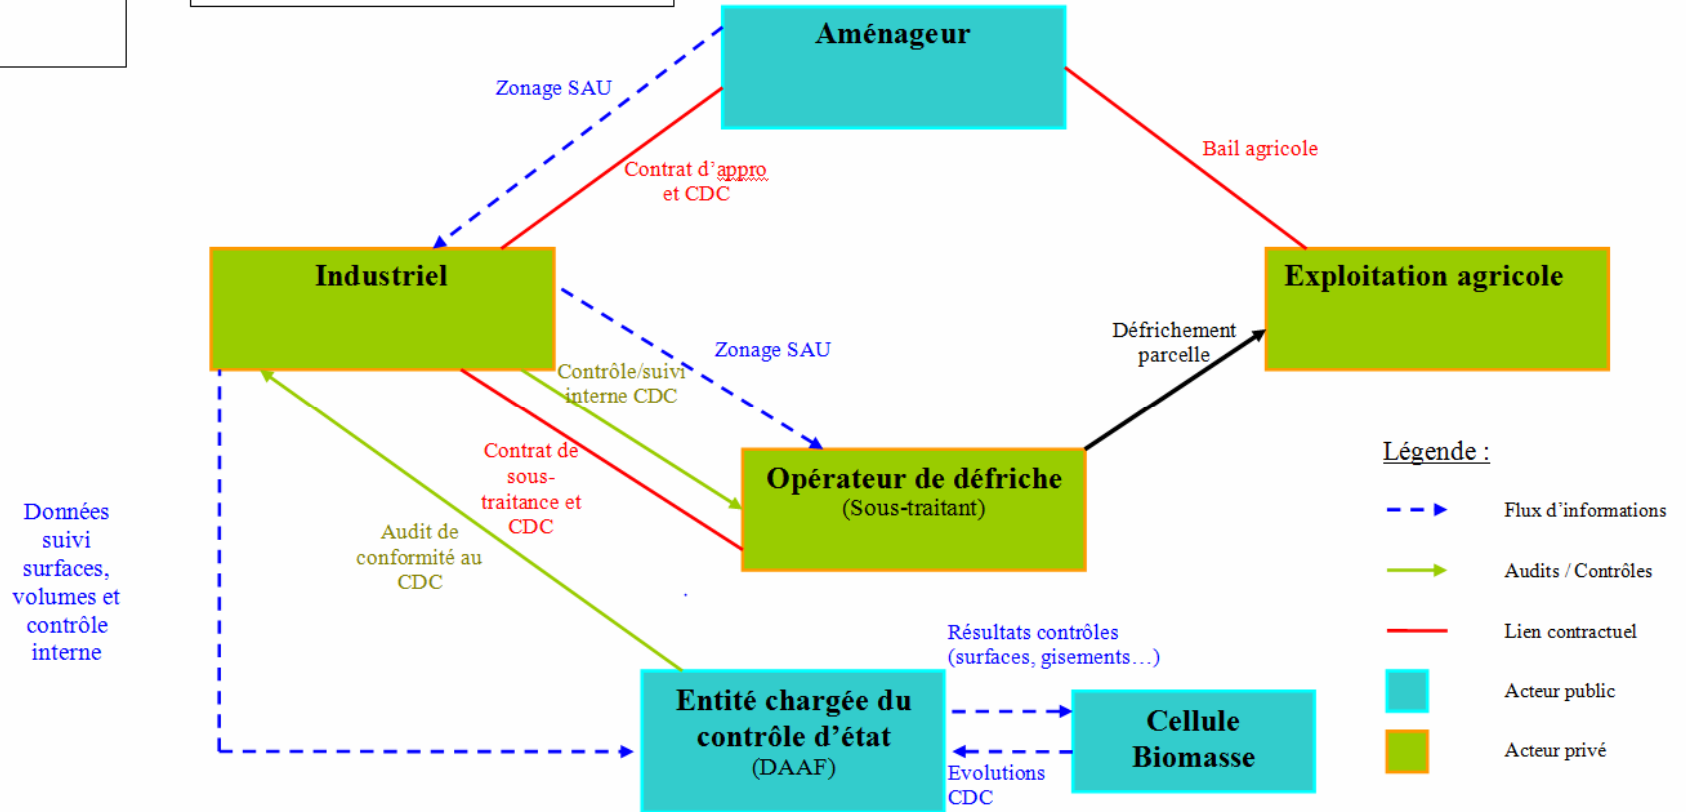 Aménageur
Zonage SAU
Contrat d’appro
et CDC
Bail agricole
Industriel
Exploitation agricole
Défrichement
parcelle
Zonage SAU
Contrôle/suivi
interne CDC
Contrat de
sous-
traitance et
CDC
Opérateur de défriche
(Sous-traitant)
Audit de
conformité au
CDC
Données
suivi
surfaces,
volumes et
contrôle
interne
Résultats contrôles
(surfaces, gisements…)
Entité chargée du
contrôle d’état
(DAAF)
Cellule
Biomasse
Evolutions
CDC
Légende :
Flux d’informations
Audits / Contrôles
Lien contractuel
Acteur public
Acteur privé